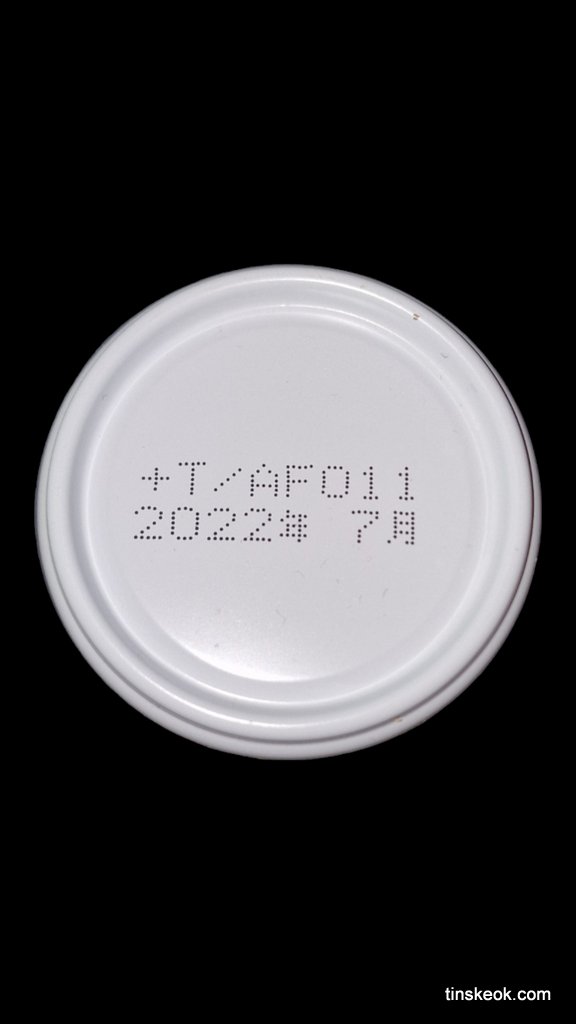 +T/AF011
2022年 7月
tinskeok.com